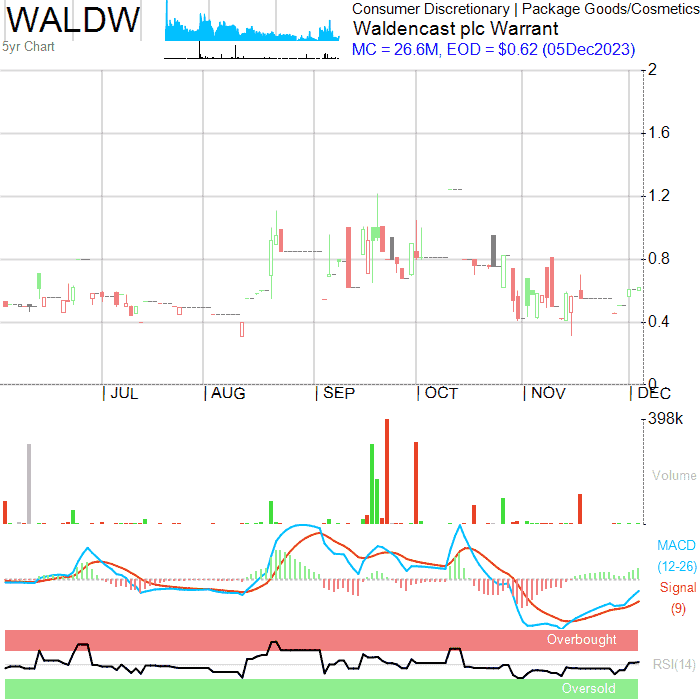 WALDW
5yr Chart
Consumer Discretionary | Package Goods/Cosmetics
Waldencast plc Warrant
MC = 26.6M, EOD = $0.62 (05Dec2023)
2
1.6
1.2
0.8
0.4
0
| JUL
| AUG
| SEP
| OCT
| NOV
| DEC
398k
Volume
MACD
(12-26)
Signal
(9)
Overbought
RSI(14)
Oversold